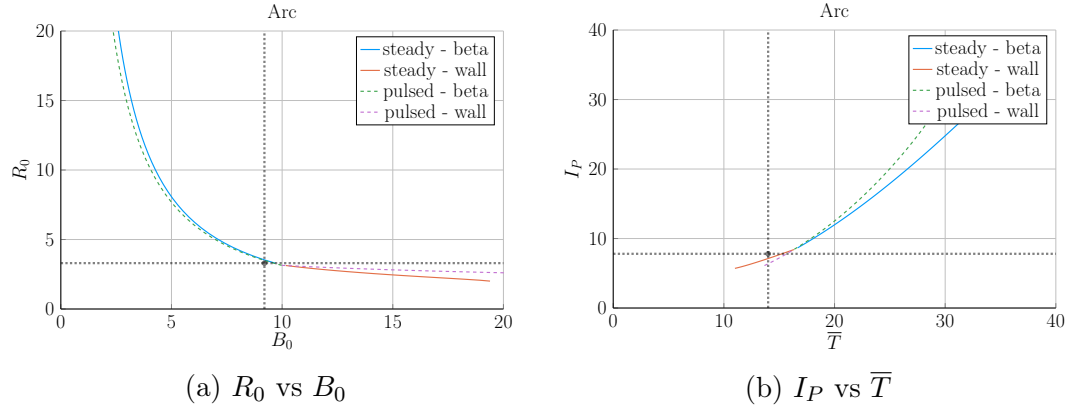 Arc
20
15
10
5
0
R₀
0 5 10 15 20
B₀
steady - beta
steady - wall
pulsed - beta
pulsed - wall
(a) R₀ vs B₀
Arc
40
30
20
10
0
I_P
0 10 20 30 40
T̅
steady - beta
steady - wall
pulsed - beta
pulsed - wall
(b) I_P vs T̅